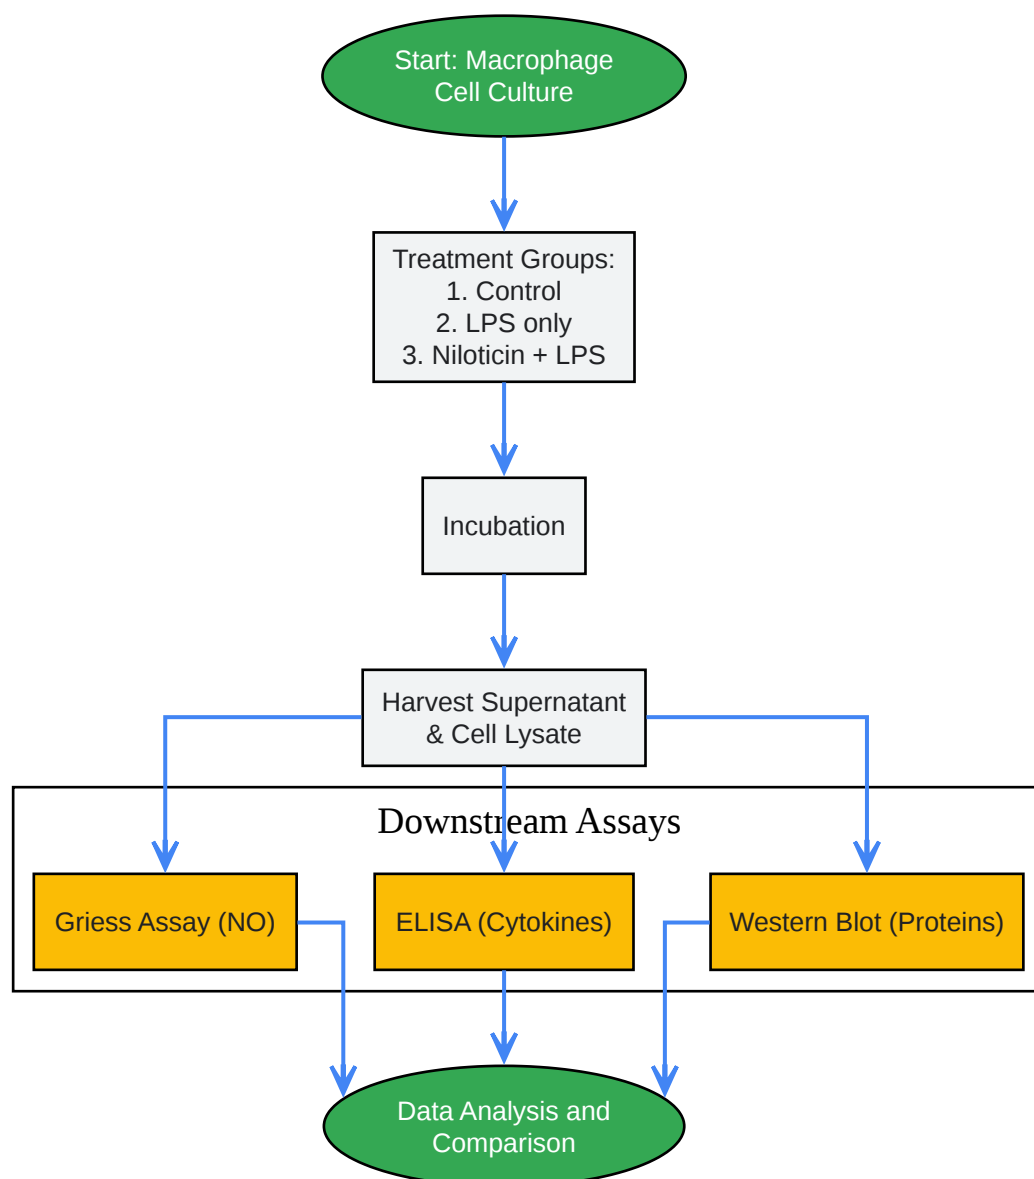 Start: Macrophage
Cell Culture
Treatment Groups:
1. Control
2. LPS only
3. Niloticin + LPS
Incubation
Harvest Supernatant
& Cell Lysate
Downstream Assays
Griess Assay (NO)
ELISA (Cytokines)
Western Blot (Proteins)
Data Analysis and
Comparison